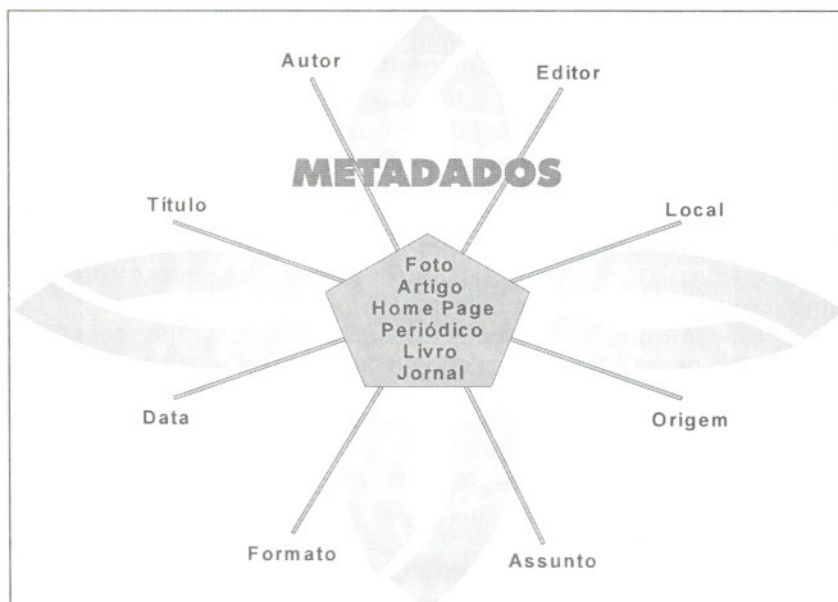 Autor
Editor
METADADOS
Título
Local
Foto
Artigo
Home Page
Periódico
Livro
Jornal
Data
Origem
Formato
Assunto